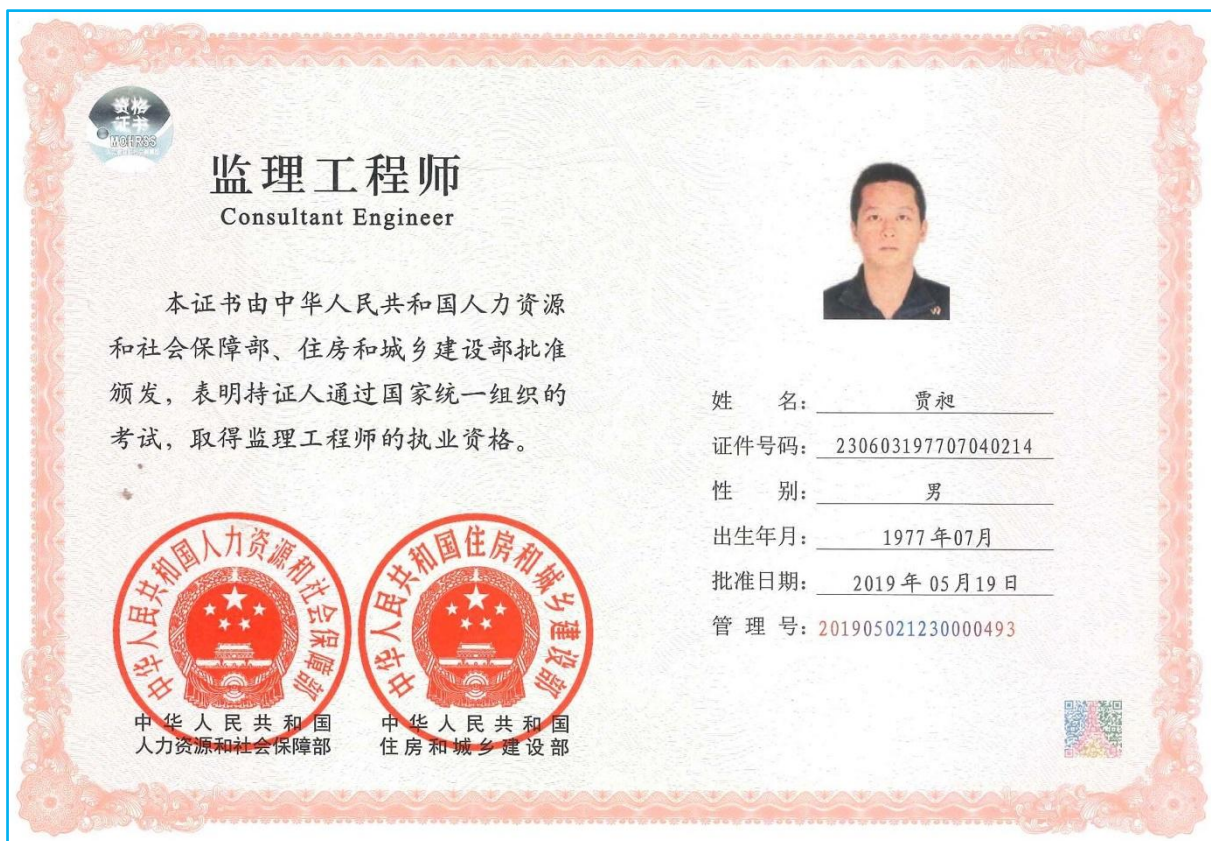 资格
证书
MOHRSS
监理工程师
Consultant Engineer
本证书由中华人民共和国人力资源
和社会保障部、住房和城乡建设部批准
颁发，表明持证人通过国家统一组织的
考试，取得监理工程师的执业资格。
中华人民共和国人力资源和社会保障部
中华人民共和国住房和城乡建设部
中华人民共和国
人力资源和社会保障部
中华人民共和国
住房和城乡建设部
姓 名：贾昶
证件号码：230603197707040214
性 别：男
出生年月：1977年07月
批准日期：2019年05月19日
管 理 号：201905021230000493